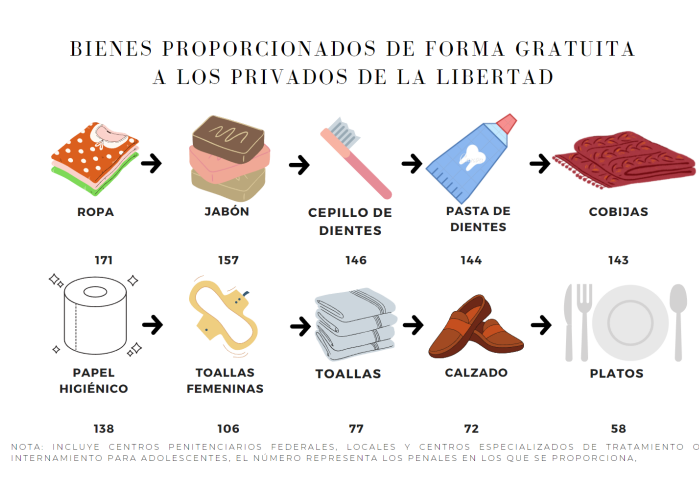 BIENES PROPORCIONADOS DE FORMA GRATUITA
A LOS PRIVADOS DE LA LIBERTAD
ROPA
JABÓN
CEPILLO DE
DIENTES
PASTA DE
DIENTES
COBIJAS
171
157
146
144
143
PAPEL
HIGIÉNICO
TOALLAS
FEMENINAS
TOALLAS
CALZADO
PLATOS
138
106
77
72
58
NOTA: INCLUYE CENTROS PENITENCIARIOS FEDERALES, LOCALES Y CENTROS ESPECIALIZADOS DE TRATAMIENTO O
INTERNAMIENTO PARA ADOLESCENTES, EL NÚMERO REPRESENTA LOS PENALES EN LOS QUE SE PROPORCIONA,